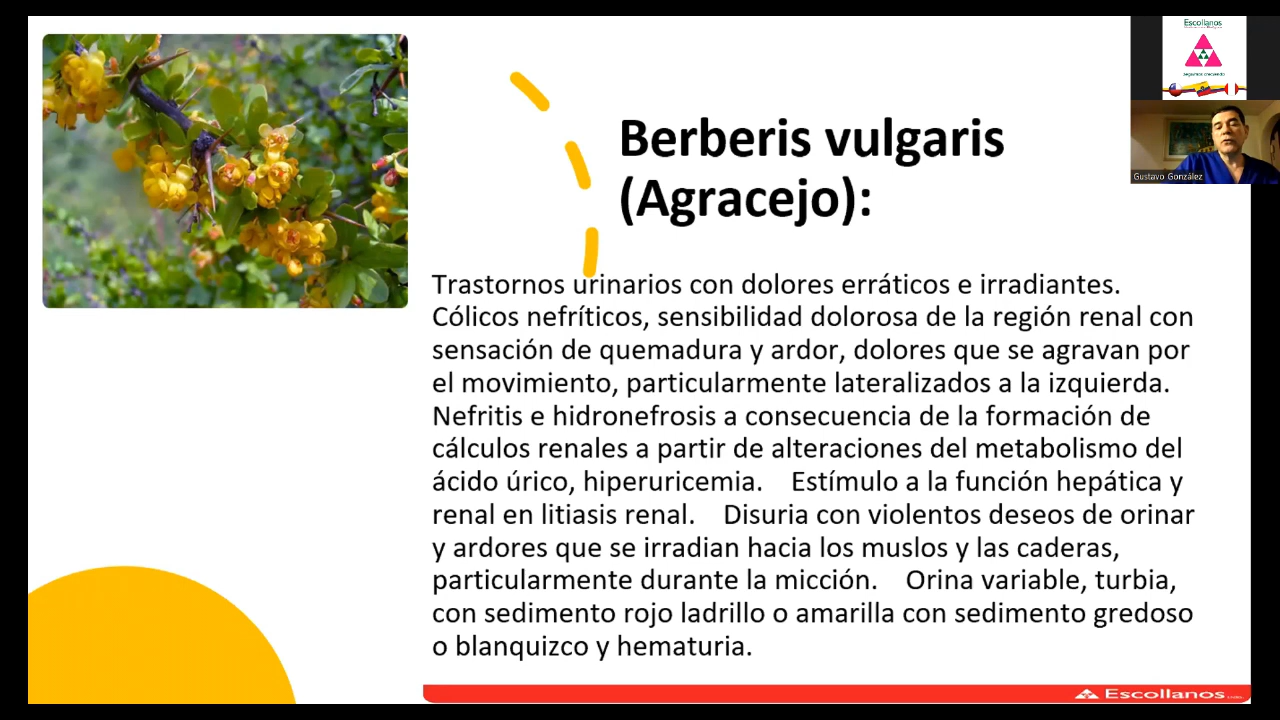 Escollanos
Berberis vulgaris
(Agracejo):
Gustavo González
Trastornos urinarios con dolores erráticos e irradiantes.
Cólicos nefríticos, sensibilidad dolorosa de la región renal con
sensación de quemadura y ardor, dolores que se agravan por
el movimiento, particularmente lateralizados a la izquierda.
Nefritis e hidronefrosis a consecuencia de la formación de
cálculos renales a partir de alteraciones del metabolismo del
ácido úrico, hiperuricemia. Estímulo a la función hepática y
renal en litiasis renal. Disuria con violentos deseos de orinar
y ardores que se irradian hacia los muslos y las caderas,
particularmente durante la micción. Orina variable, turbia,
con sedimento rojo ladrillo o amarilla con sedimento gredoso
o blanquizco y hematuria.
Escollanos